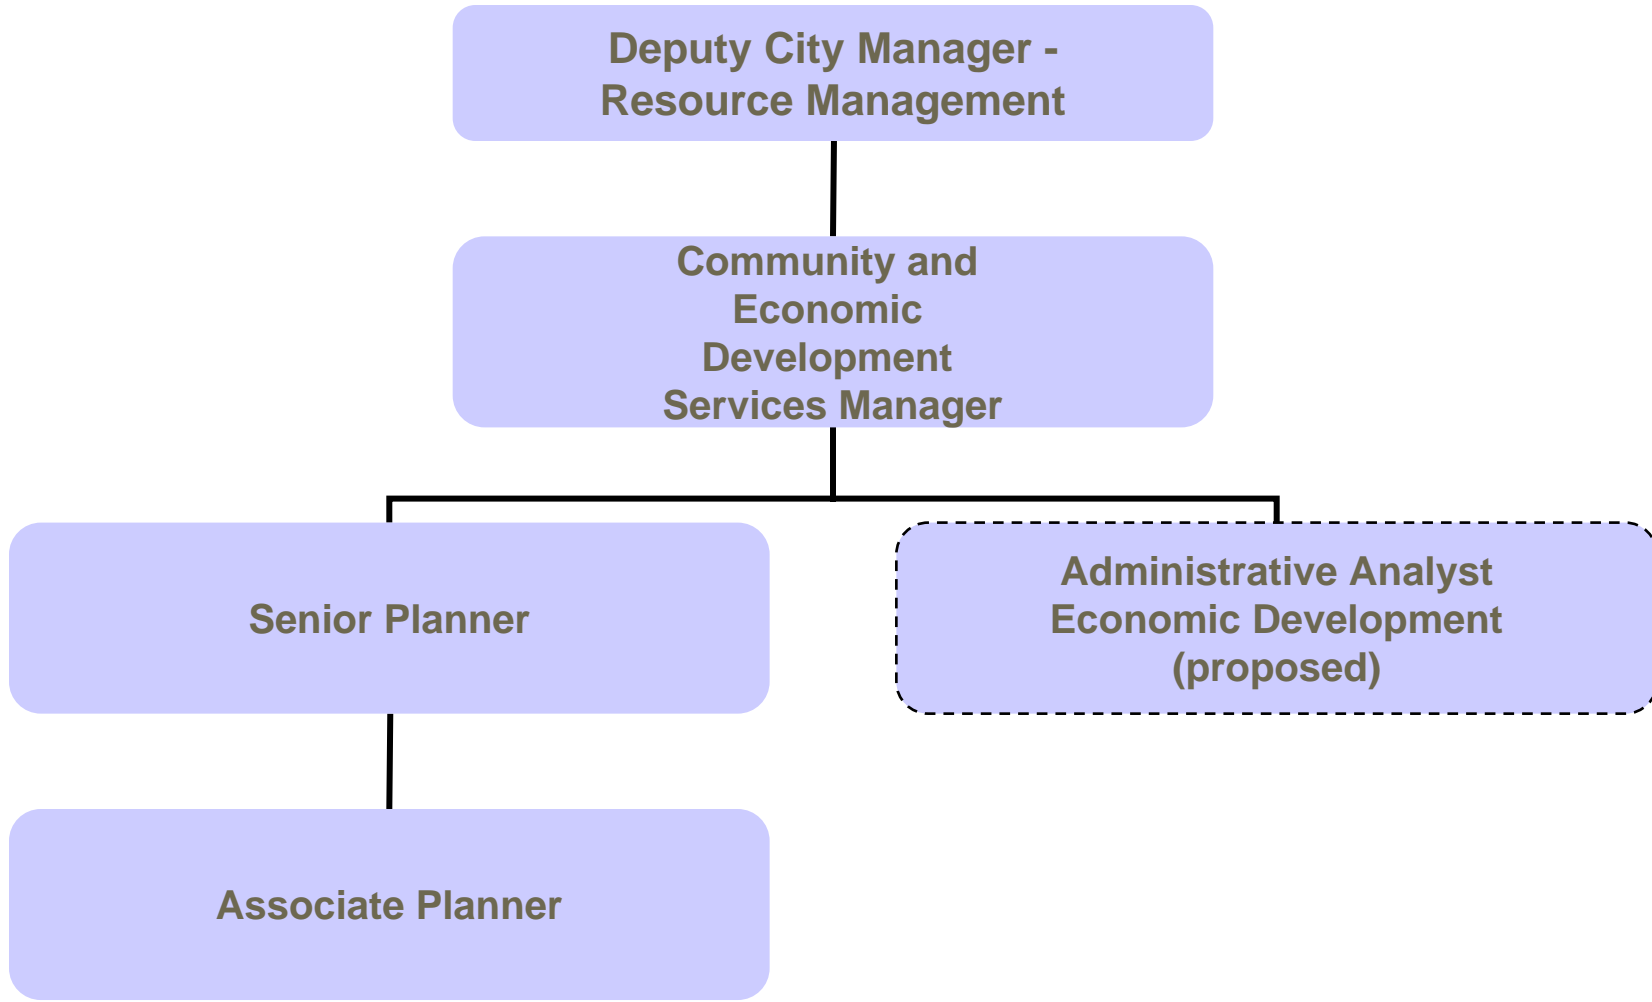 Deputy City Manager -
Resource Management
Community and
Economic
Development
Services Manager
Senior Planner
Administrative Analyst
Economic Development
(proposed)
Associate Planner